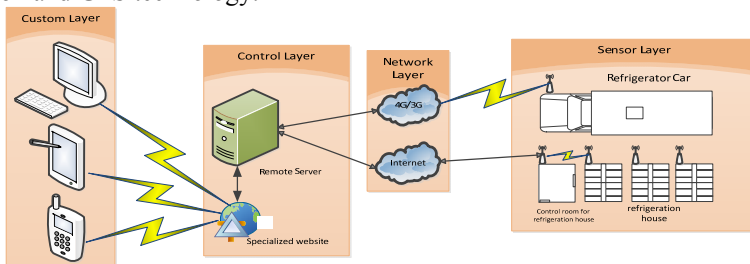 Custom Layer
Control Layer
Remote Server
Specialized website
Network
Layer
4G/3G
Internet
Sensor Layer
Refrigerator Car
Control room for
refrigeration house
refrigeration
house